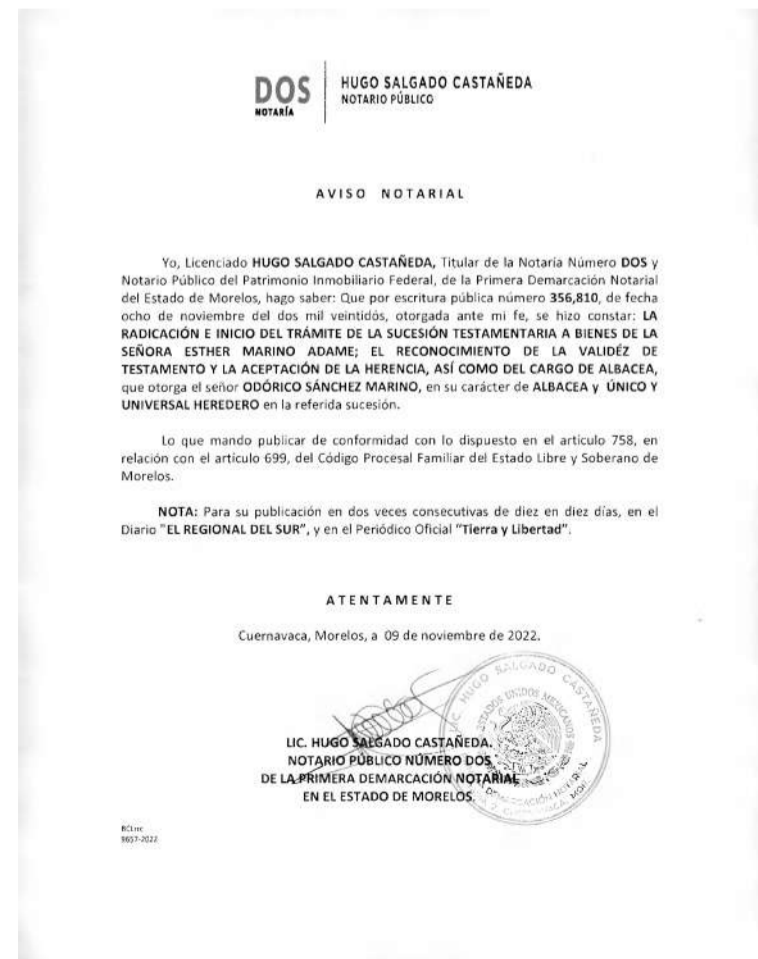 DOS
NOTARÍA
HUGO SALGADO CASTAÑEDA
NOTARIO PÚBLICO
AVISO NOTARIAL
Yo, Licenciado HUGO SALGADO CASTAÑEDA, Titular de la Notaría Número DOS y
Notario Público del Patrimonio Inmobiliario Federal, de la Primera Demarcación Notarial
del Estado de Morelos, hago saber: Que por escritura pública número 356,810, de fecha
ocho de noviembre del dos mil veintidós, otorgada ante mi fe, se hizo constar: LA
RADICACIÓN E INICIO DEL TRÁMITE DE LA SUCESIÓN TESTAMENTARIA A BIENES DE LA
SEÑORA ESTHER MARINO ADAME; EL RECONOCIMIENTO DE LA VALIDÉZ DE
TESTAMENTO Y LA ACEPTACIÓN DE LA HERENCIA, ASÍ COMO DEL CARGO DE ALBACEA,
que otorga el señor ODÓRICO SÁNCHEZ MARINO, en su carácter de ALBACEA y ÚNICO Y
UNIVERSAL HEREDERO en la referida sucesión.
Lo que mando publicar de conformidad con lo dispuesto en el artículo 758, en
relación con el artículo 699, del Código Procesal Familiar del Estado Libre y Soberano de
Morelos.
NOTA: Para su publicación en dos veces consecutivas de diez en diez días, en el
Diario "EL REGIONAL DEL SUR", y en el Periódico Oficial "Tierra y Libertad".
ATENTAMENTE
Cuernavaca, Morelos, a 09 de noviembre de 2022.
LIC. HUGO SALGADO CASTAÑEDA.
NOTARIO PÚBLICO NÚMERO DOS
DE LA PRIMERA DEMARCACIÓN NOTARIAL
EN EL ESTADO DE MORELOS.
LIC. HUGO SALGADO CASTAÑEDA
ESTADOS UNIDOS MEXICANOS
DEMARCACIÓN NOTARIAL
9657-2022